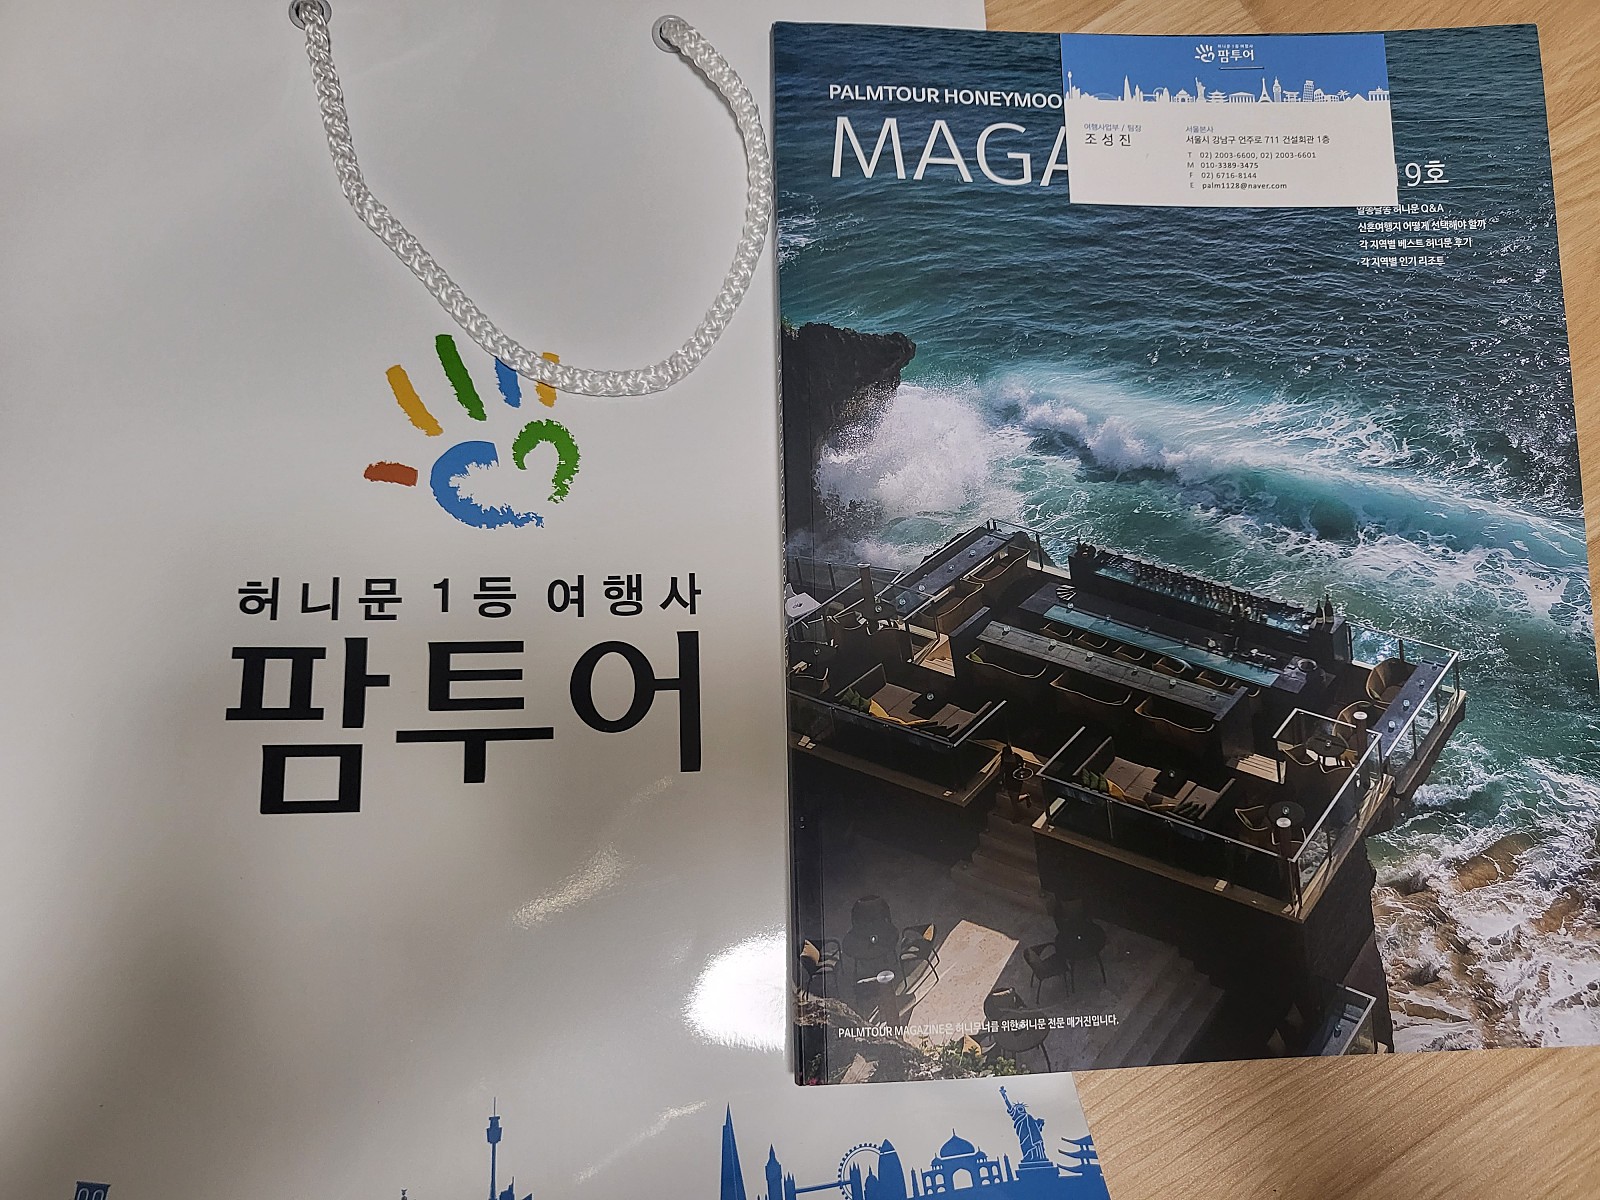 허니문 1등 여행사
팜투어
PALMTOUR HONEYMOO
MAGA
9호
허니문 1등 여행사
팜투어
여행사업부 / 팀장
조성진
서울본사
서울시 강남구 언주로 711 건설회관 1층
T 02) 2003-6600, 02) 2003-6601
M 010-3389-3475
F 02) 6716-8144
E palm1128@naver.com
알쏭달쏭 허니문 Q&A
신혼여행지 어떻게 선택해야 할까
각 지역별 베스트 허니문 후기
각 지역별 인기 리조트
PALMTOUR MAGAZINE은 허니무너를 위한 허니문 전문 매거진입니다.